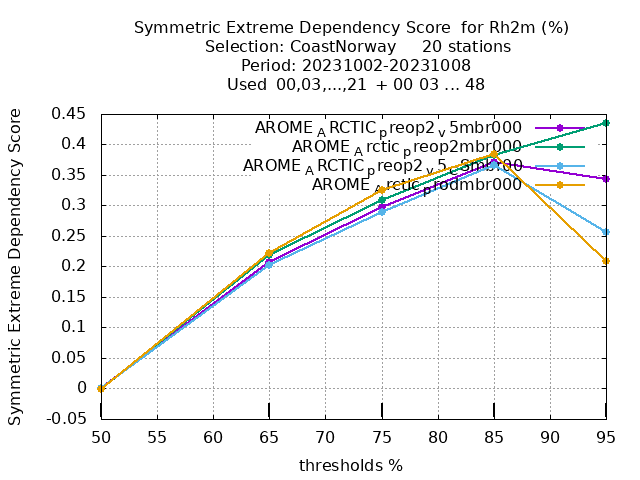 Symmetric Extreme Dependency Score for Rh2m (%)
Selection: CoastNorway 20 stations
Period: 20231002-20231008
Used 00,03,...,21 + 00 03 ... 48
Symmetric Extreme Dependency Score
0.45
0.4
0.35
0.3
0.25
0.2
0.15
0.1
0.05
0
-0.05
AROME_ARCTIC_preop2_v5mbr000
AROME_Arctic_preop2mbr000
AROME_ARCTIC_preop2_v5_cSmbr00
AROME_Arctic_prodmbr000
50 55 60 65 70 75 80 85 90 95
thresholds %